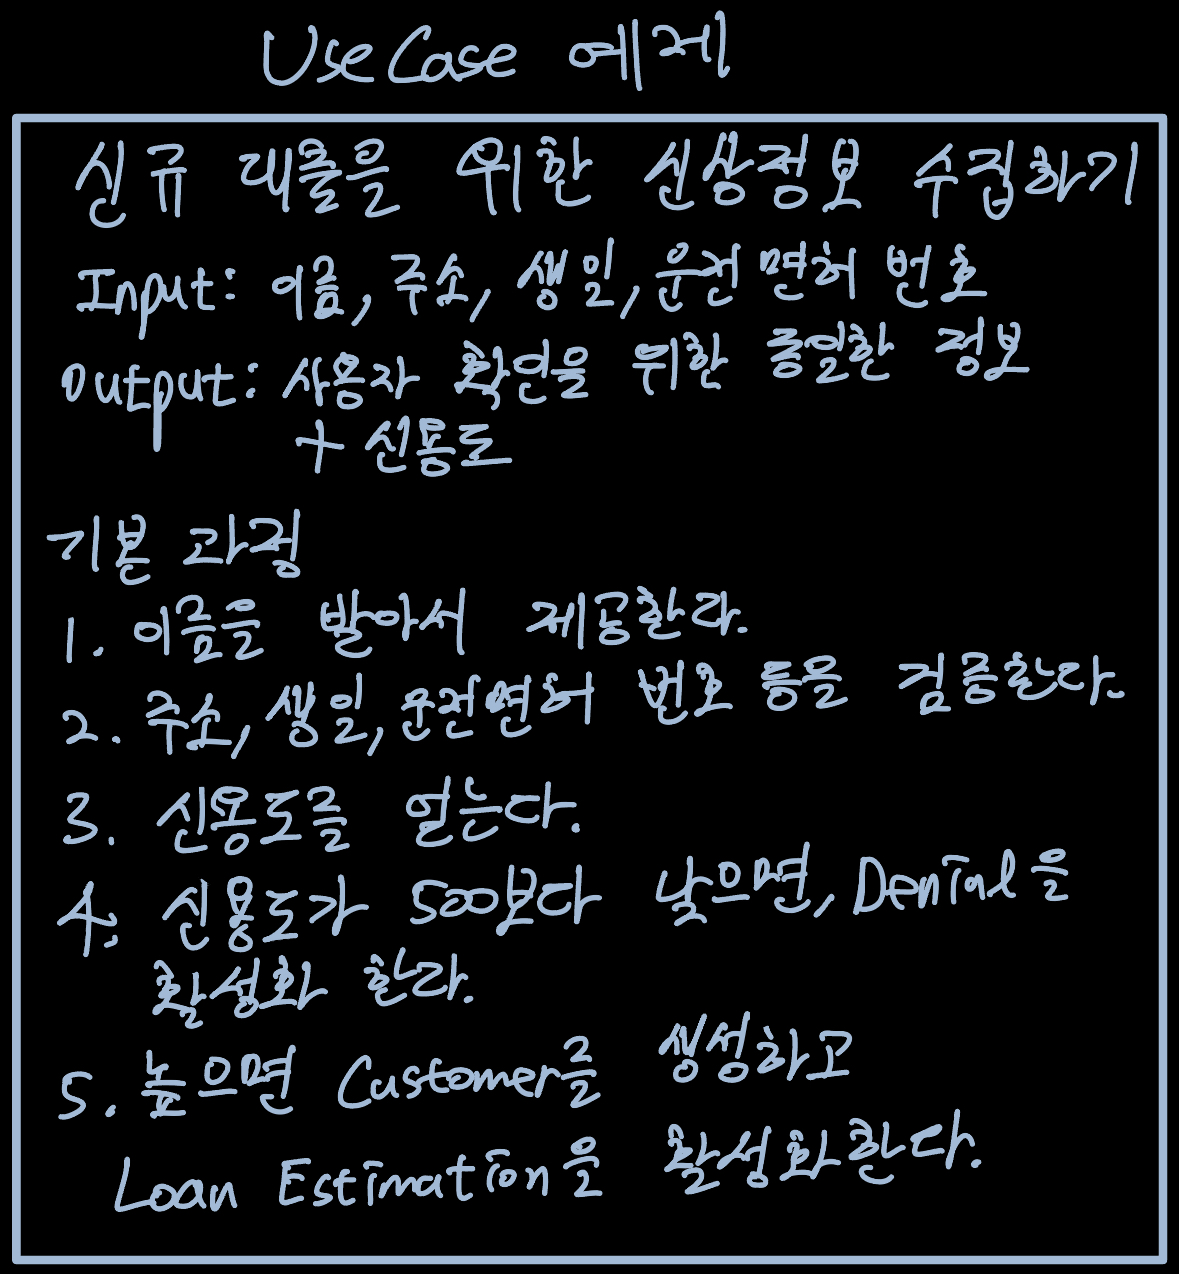 UseCase 예제
신규 대출을 위한 신상정보 수집하기
Input: 이름, 주소, 생일, 운전면허 번호
Output: 사용자 확인을 위한 동일한 정보
+ 신용도
기본 과정
1. 이름을 받아서 제공한다.
2. 주소, 생일, 운전면허 번호 등을 검증한다.
3. 신용도를 얻는다.
4. 신용도가 500보다 낮으면, Denial을
활성화 한다.
5. 높으면 Customer를 생성하고
Loan Estimation을 활성화한다.